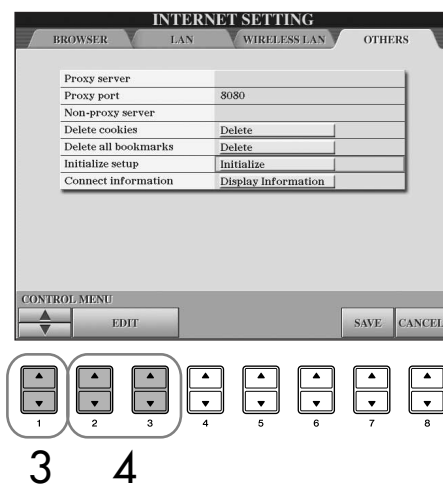 INTERNET SETTING
BROWSER LAN WIRELESS LAN OTHERS
Proxy server
Proxy port 8080
Non-proxy server
Delete cookies Delete
Delete all bookmarks Delete
Initialize setup Initialize
Connect information Display Information
CONTROL MENU
EDIT SAVE CANCEL
1 2 3 4 5 6 7 8
3 4